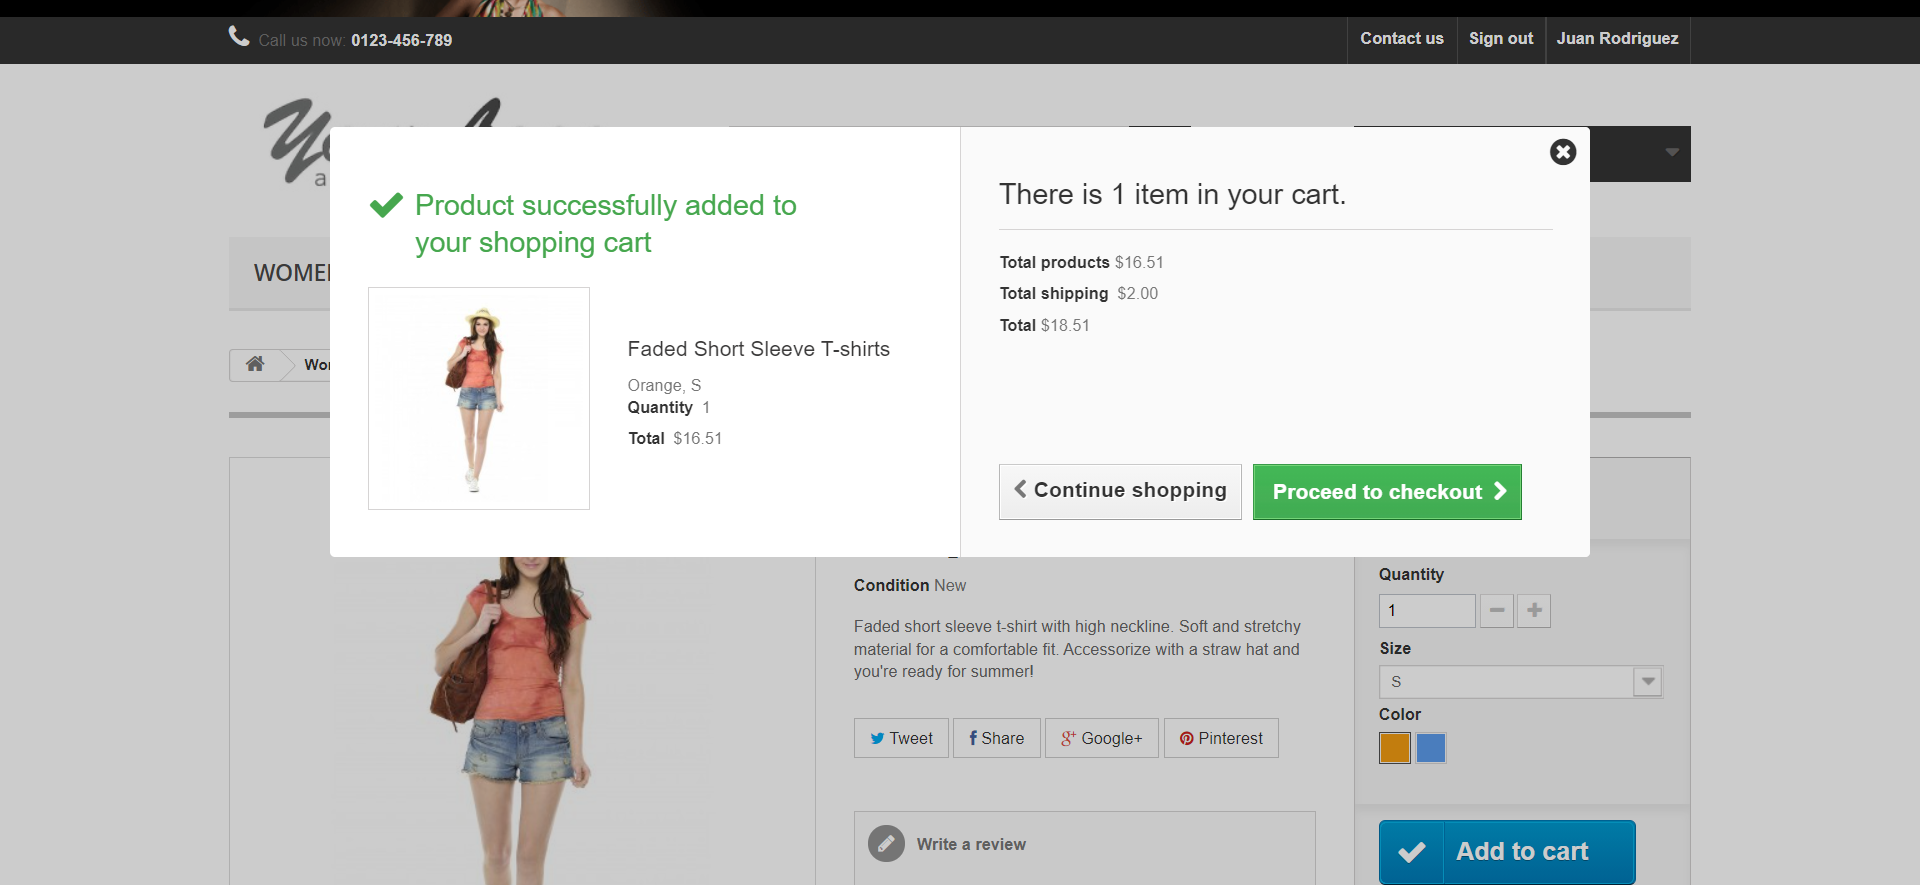 Call us now: 0123-456-789
Contact us
Sign out
Juan Rodriguez
Product successfully added to
your shopping cart
Faded Short Sleeve T-shirts
Orange, S
Quantity 1
Total $16.51
There is 1 item in your cart.
Total products $16.51
Total shipping $2.00
Total $18.51
Continue shopping
Proceed to checkout
Condition New
Faded short sleeve t-shirt with high neckline. Soft and stretchy
material for a comfortable fit. Accessorize with a straw hat and
you're ready for summer!
Tweet
Share
Google+
Pinterest
Write a review
Quantity
1
Size
S
Color
Add to cart